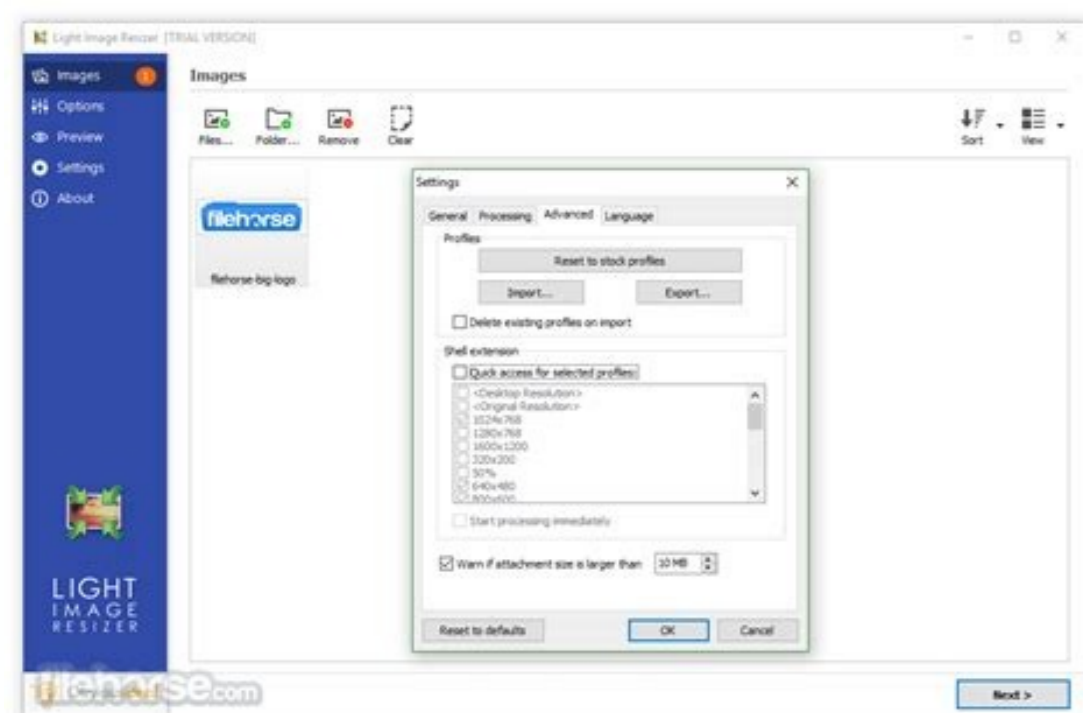 Light Image Resizer [TRIAL VERSION]
Images 1
Options
Preview
Settings
About
Images
Files... Folder... Remove Clear
Sort View
filehorse
filehorse-big-logo
Settings
General Processing Advanced Language
Profiles
Reset to stock profiles
Import... Export...
Delete existing profiles on import
Shell extension
Quick access for selected profiles:
<Desktop Resolution>
<Original Resolution>
1024x768
1280x768
1600x1200
320x200
50%
640x480
800x600
Start processing immediately
Warn if attachment size is larger than 10 MB
Reset to defaults OK Cancel
LIGHT
IMAGE
RESIZER
filehorse.com
Next >